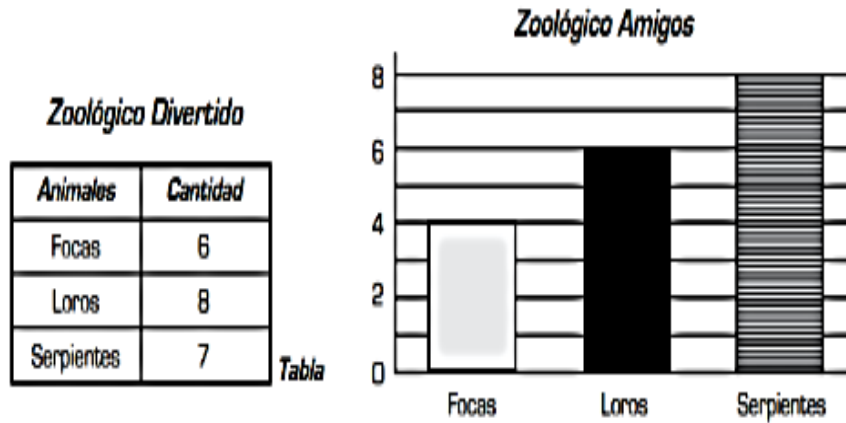 Zoológico Divertido
Animales Cantidad
Focas 6
Loros 8
Serpientes 7
Tabla
Zoológico Amigos
8
6
4
2
0
Focas Loros Serpientes